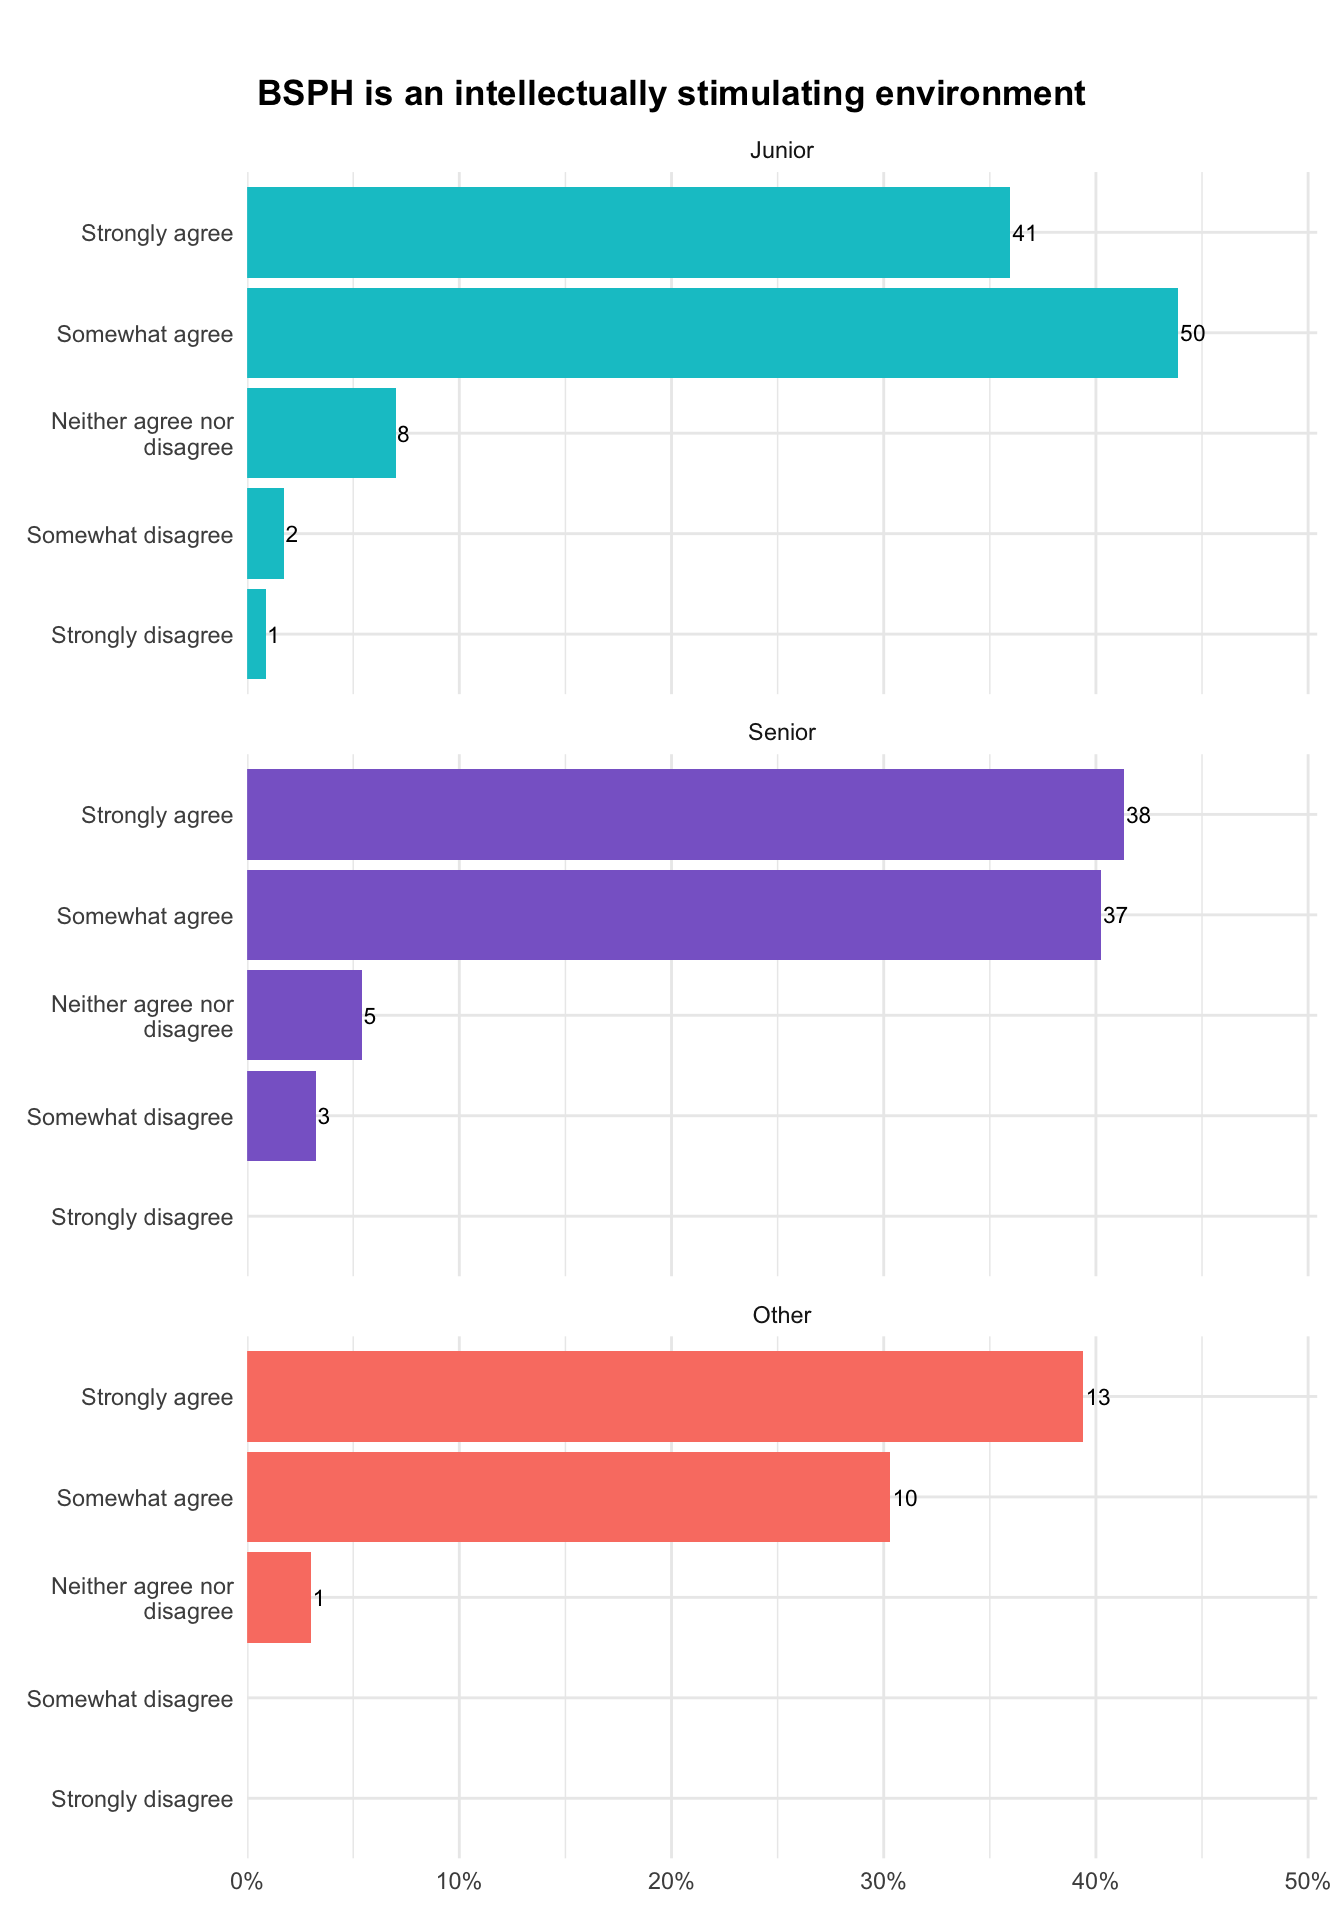 BSPH is an intellectually stimulating environment
Junior
Strongly agree
41
Somewhat agree
50
Neither agree nor
disagree
8
Somewhat disagree
2
Strongly disagree
1
Senior
Strongly agree
38
Somewhat agree
37
Neither agree nor
disagree
5
Somewhat disagree
3
Strongly disagree
Other
Strongly agree
13
Somewhat agree
10
Neither agree nor
disagree
1
Somewhat disagree
Strongly disagree
0% 10% 20% 30% 40% 50%